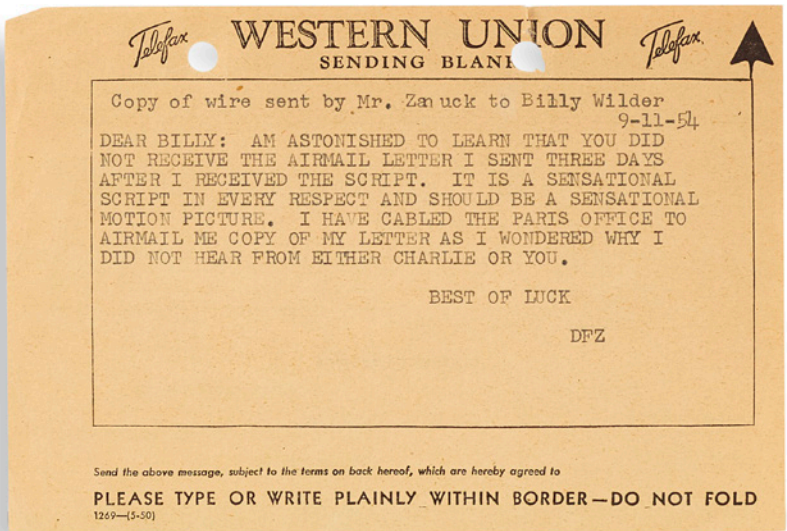 Telefax WESTERN UNION Telefax
SENDING BLANK
Copy of wire sent by Mr. Zanuck to Billy Wilder
9-11-54
DEAR BILLY: AM ASTONISHED TO LEARN THAT YOU DID
NOT RECEIVE THE AIRMAIL LETTER I SENT THREE DAYS
AFTER I RECEIVED THE SCRIPT. IT IS A SENSATIONAL
SCRIPT IN EVERY RESPECT AND SHOULD BE A SENSATIONAL
MOTION PICTURE. I HAVE CABLED THE PARIS OFFICE TO
AIRMAIL ME COPY OF MY LETTER AS I WONDERED WHY I
DID NOT HEAR FROM EITHER CHARLIE OR YOU.
BEST OF LUCK
DFZ
Send the above message, subject to the terms on back hereof, which are hereby agreed to
PLEASE TYPE OR WRITE PLAINLY WITHIN BORDER—DO NOT FOLD
1269—(5-50)